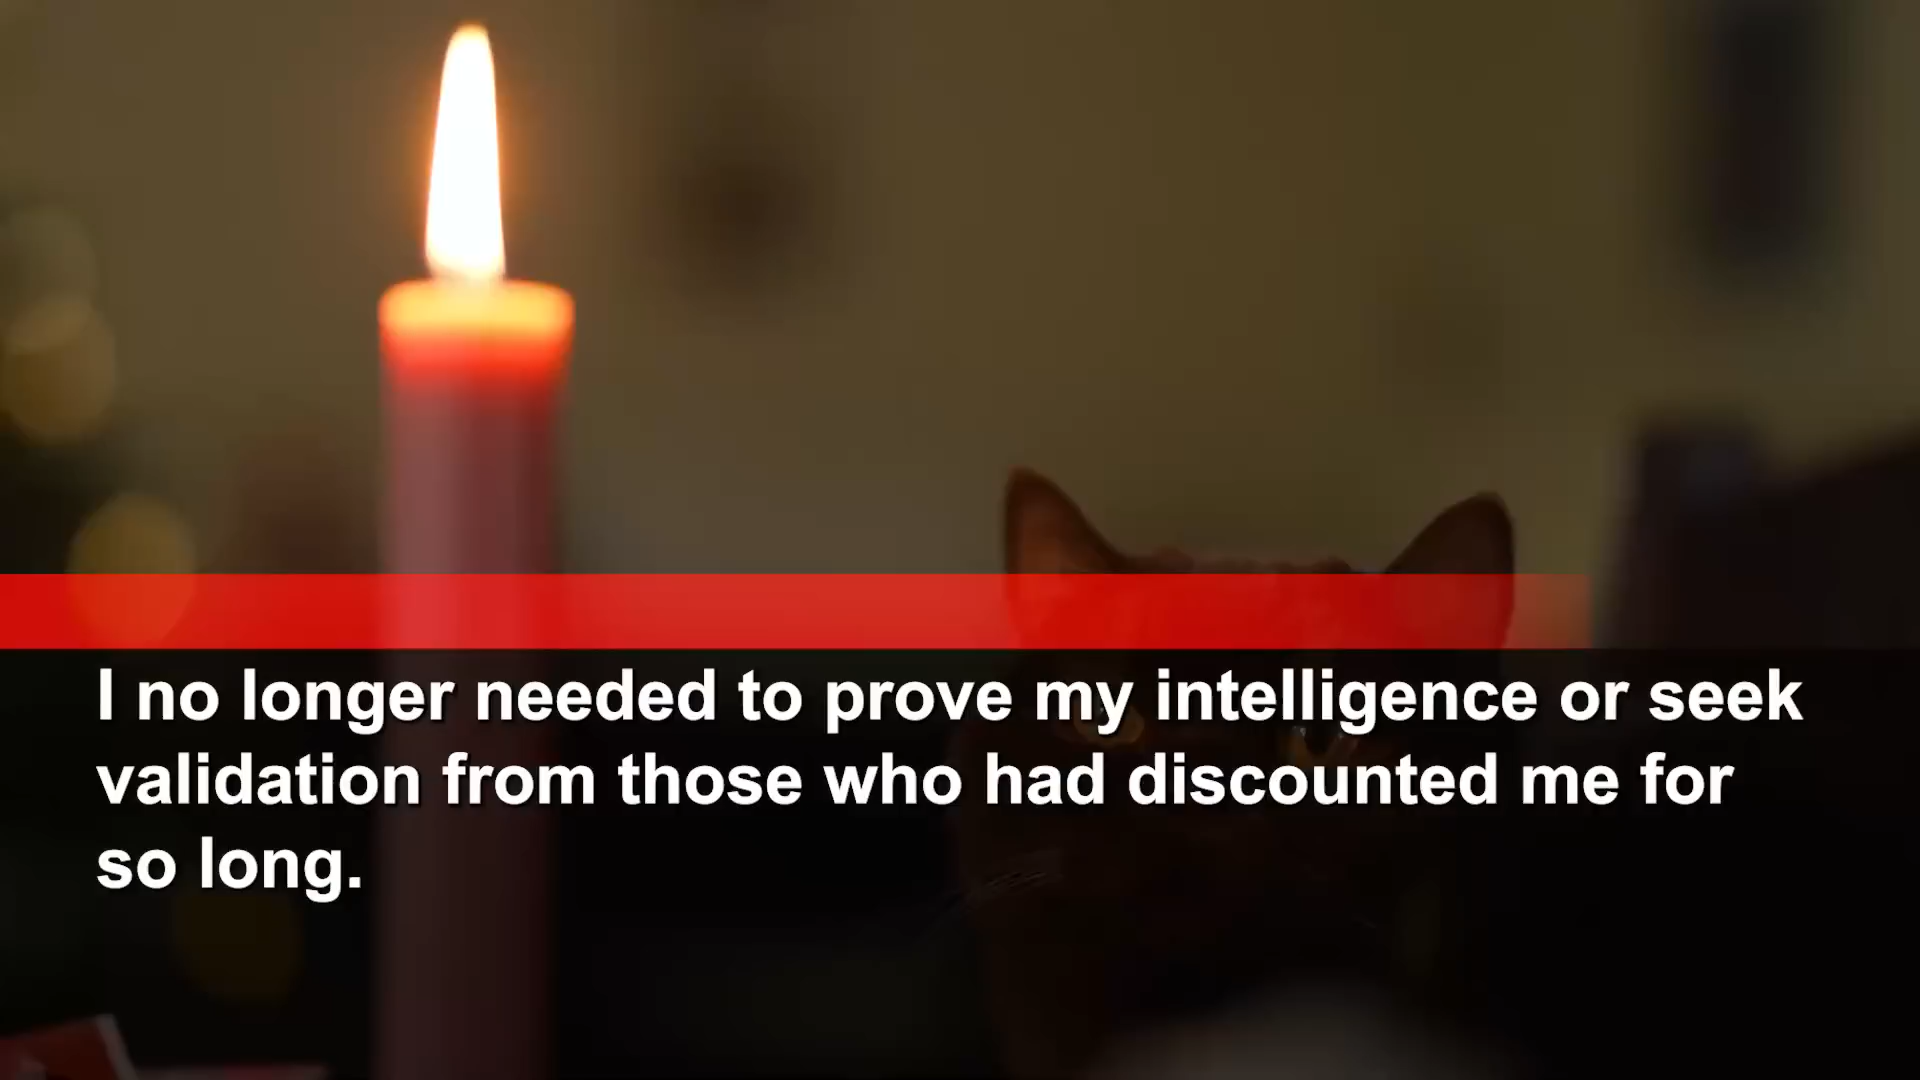 I no longer needed to prove my intelligence or seek
validation from those who had discounted me for
so long.